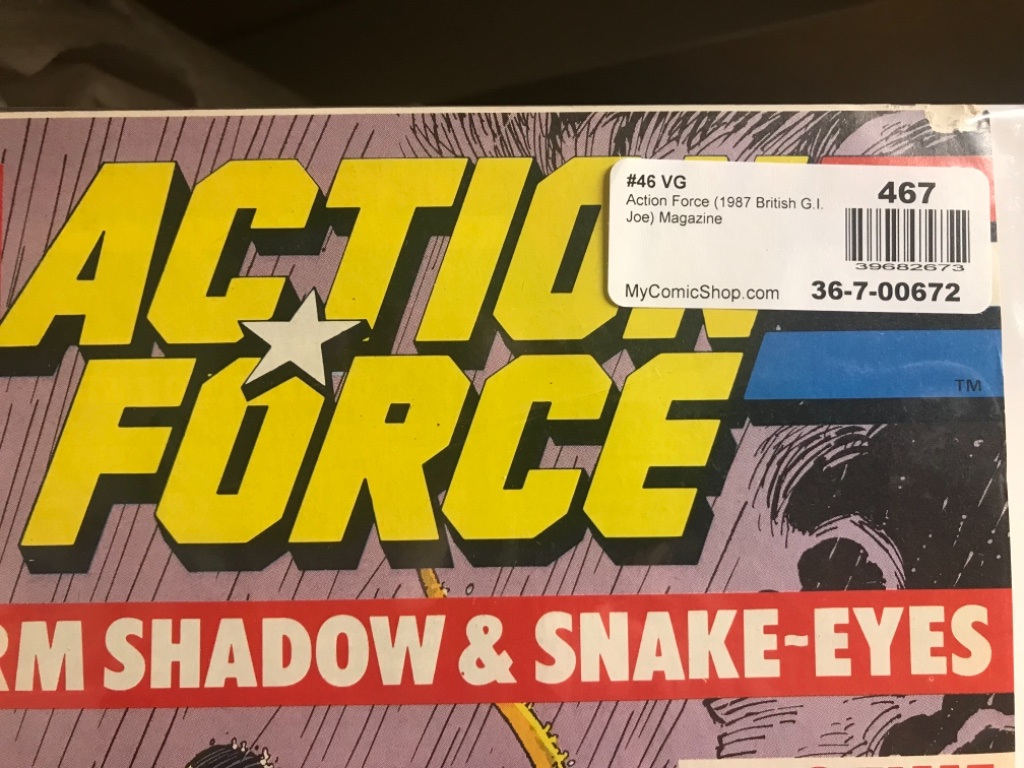 ACTION
FORCE
#46 VG
Action Force (1987 British G.I.
Joe) Magazine
467
39682673
MyComicShop.com 36-7-00672
TM
RM SHADOW & SNAKE-EYES